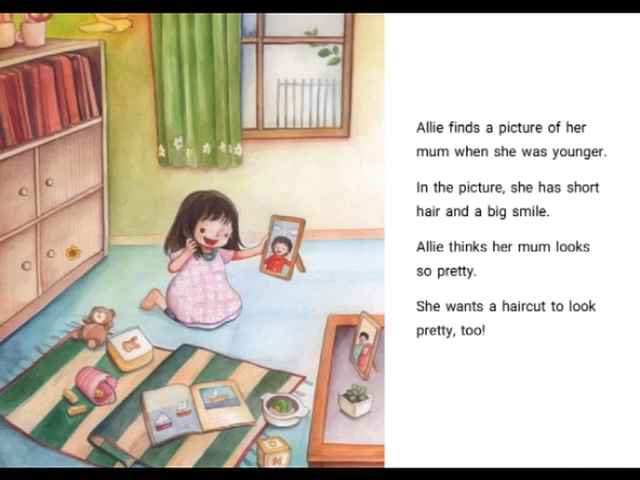 Allie finds a picture of her
mum when she was younger.
In the picture, she has short
hair and a big smile.
Allie thinks her mum looks
so pretty.
She wants a haircut to look
pretty, too!